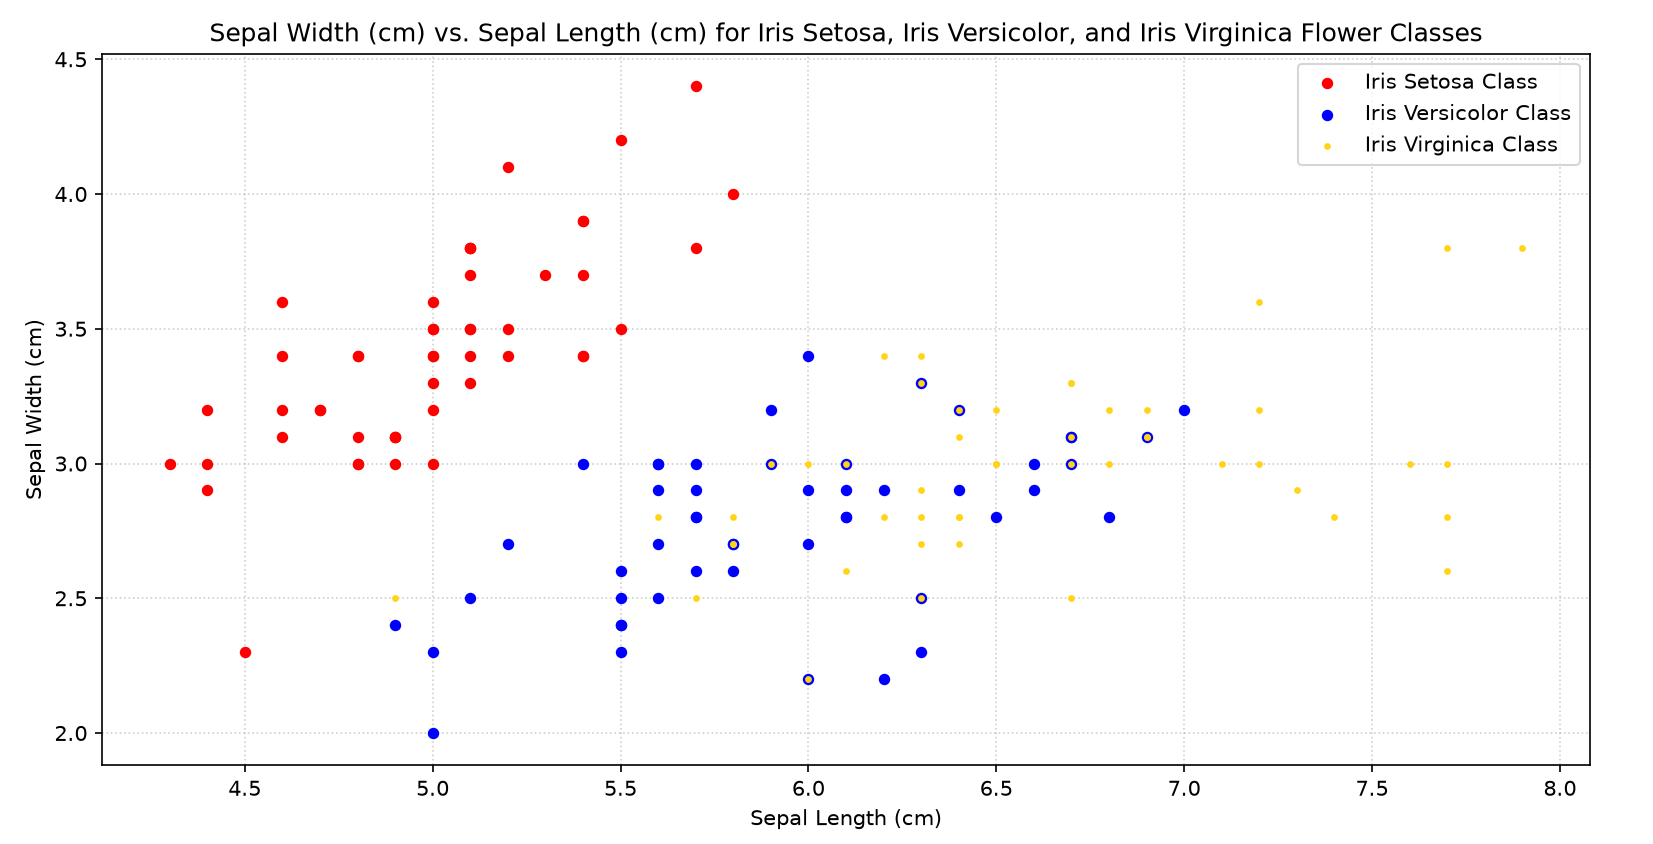 Sepal Width (cm) vs. Sepal Length (cm) for Iris Setosa, Iris Versicolor, and Iris Virginica Flower Classes
Iris Setosa Class
Iris Versicolor Class
Iris Virginica Class
Sepal Width (cm)
4.5
4.0
3.5
3.0
2.5
2.0
4.5 5.0 5.5 6.0 6.5 7.0 7.5 8.0
Sepal Length (cm)